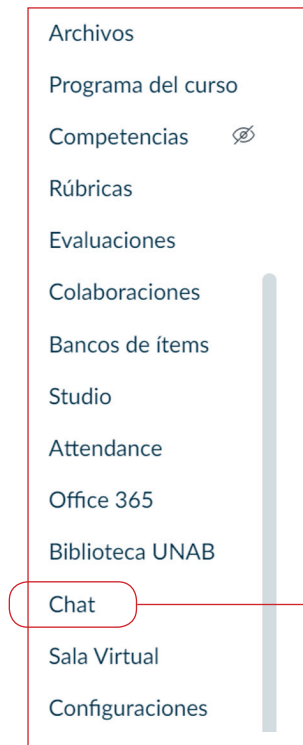 Archivos
Programa del curso
Competencias
Rúbricas
Evaluaciones
Colaboraciones
Bancos de ítems
Studio
Attendance
Office 365
Biblioteca UNAB
Chat
Sala Virtual
Configuraciones